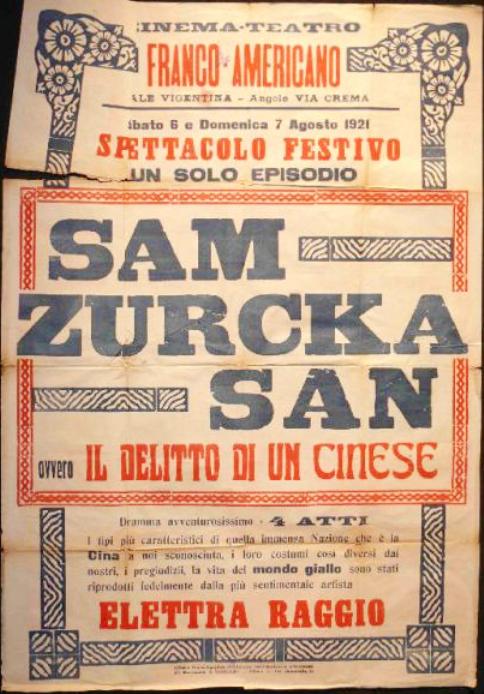 CINEMA-TEATRO
FRANCO AMERICANO
ALE VIGENTINA - Angolo VIA CREMA
abato 6 e Domenica 7 Agosto 1921
SPETTACOLO FESTIVO
UN SOLO EPISODIO
SAM
ZURCKA
SAN
ovvero IL DELITTO DI UN CINESE
Dramma avventurosissimo - 4 ATTI
I tipi più caratteristici di quella immensa Nazione che è la
Cina a noi sconosciuta, i loro costumi così diversi dai
nostri, i pregiudizii, la vita del mondo giallo sono stati
riprodotti fedelmente dalla più sentimentale artista
ELETTRA RAGGIO